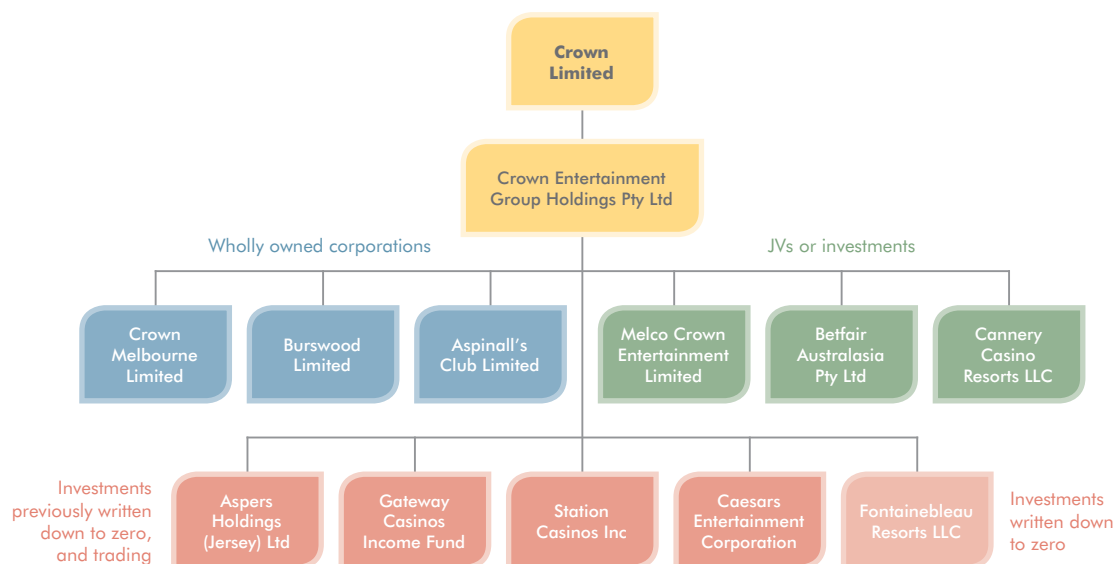 Crown
Limited
Crown Entertainment
Group Holdings Pty Ltd
Wholly owned corporations
JVs or investments
Crown
Melbourne
Limited
Burswood
Limited
Aspinall's
Club Limited
Melco Crown
Entertainment
Limited
Betfair
Australasia
Pty Ltd
Cannery
Casino
Resorts LLC
Investments
previously written
down to zero,
and trading
Aspers
Holdings
(Jersey) Ltd
Gateway
Casinos
Income Fund
Station
Casinos Inc
Caesars
Entertainment
Corporation
Fontainebleau
Resorts LLC
Investments
written down
to zero